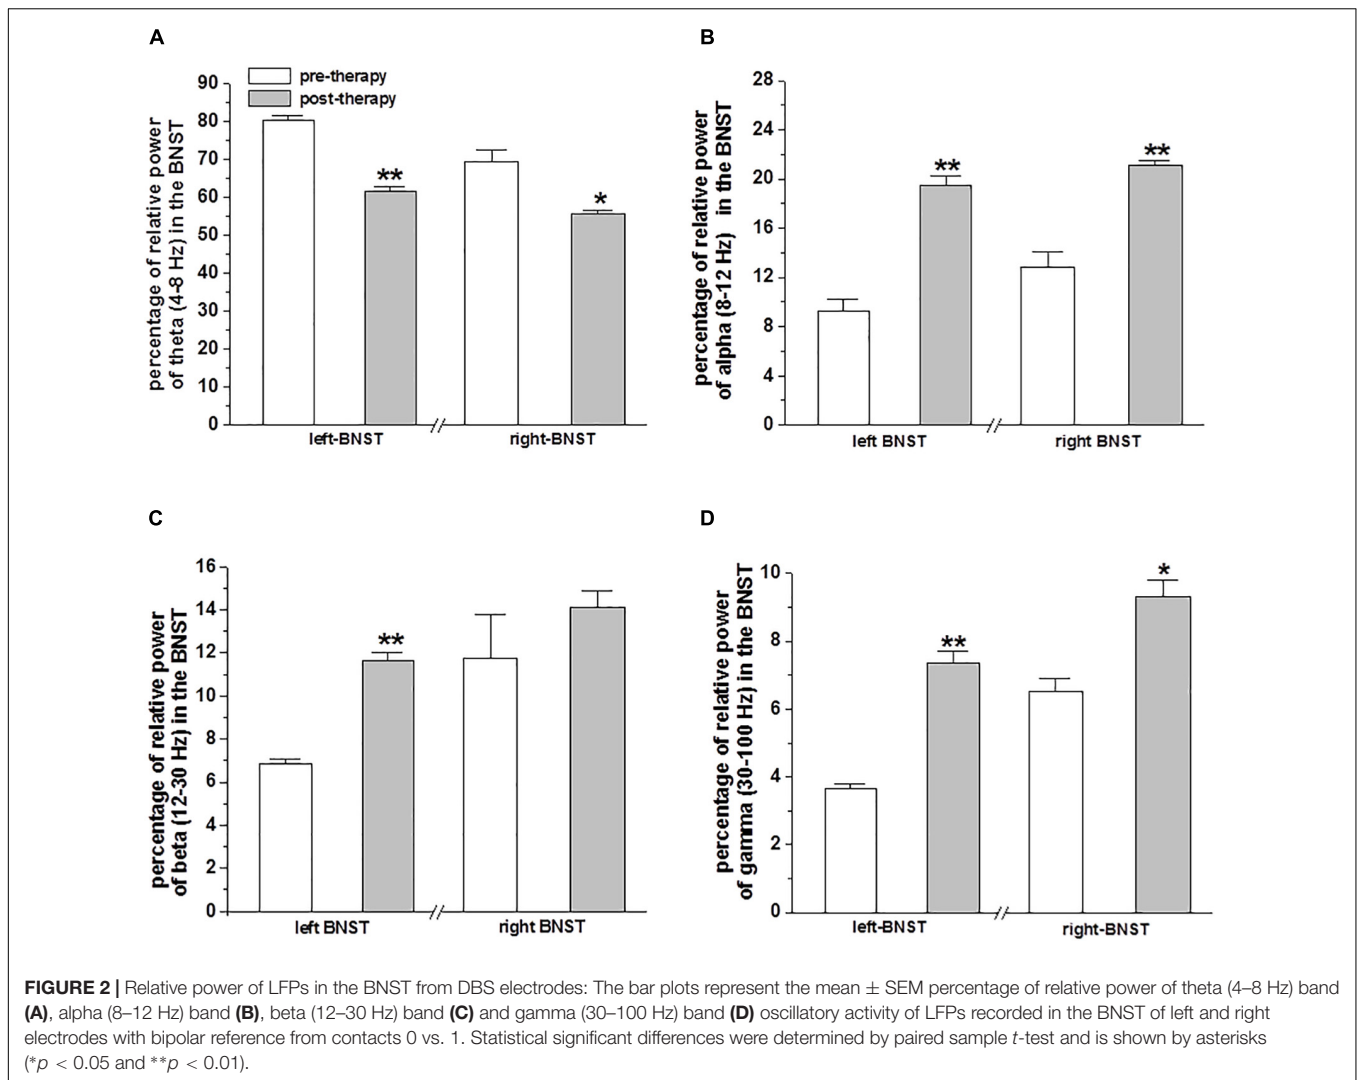 A
pre-therapy
post-therapy
percentage of relative power
of theta (4-8 Hz) in the BNST
90
80
70
60
50
40
30
20
10
0
**
*
left-BNST
//
right-BNST
B
percentage of relative power
of alpha (8-12 Hz) in the BNST
28
24
20
16
12
8
4
0
**
**
left BNST
//
right BNST
C
percentage of relative power
of beta (12-30 Hz) in the BNST
16
14
12
10
8
6
4
2
0
**
left BNST
//
right BNST
D
percentage of relative power
of gamma (30-100 Hz) in the BNST
10
8
6
4
2
0
**
*
left-BNST
//
right-BNST
FIGURE 2 | Relative power of LFPs in the BNST from DBS electrodes: The bar plots represent the mean ± SEM percentage of relative power of theta (4–8 Hz) band
(A), alpha (8–12 Hz) band (B), beta (12–30 Hz) band (C) and gamma (30–100 Hz) band (D) oscillatory activity of LFPs recorded in the BNST of left and right
electrodes with bipolar reference from contacts 0 vs. 1. Statistical significant differences were determined by paired sample t-test and is shown by asterisks
(*p < 0.05 and **p < 0.01).